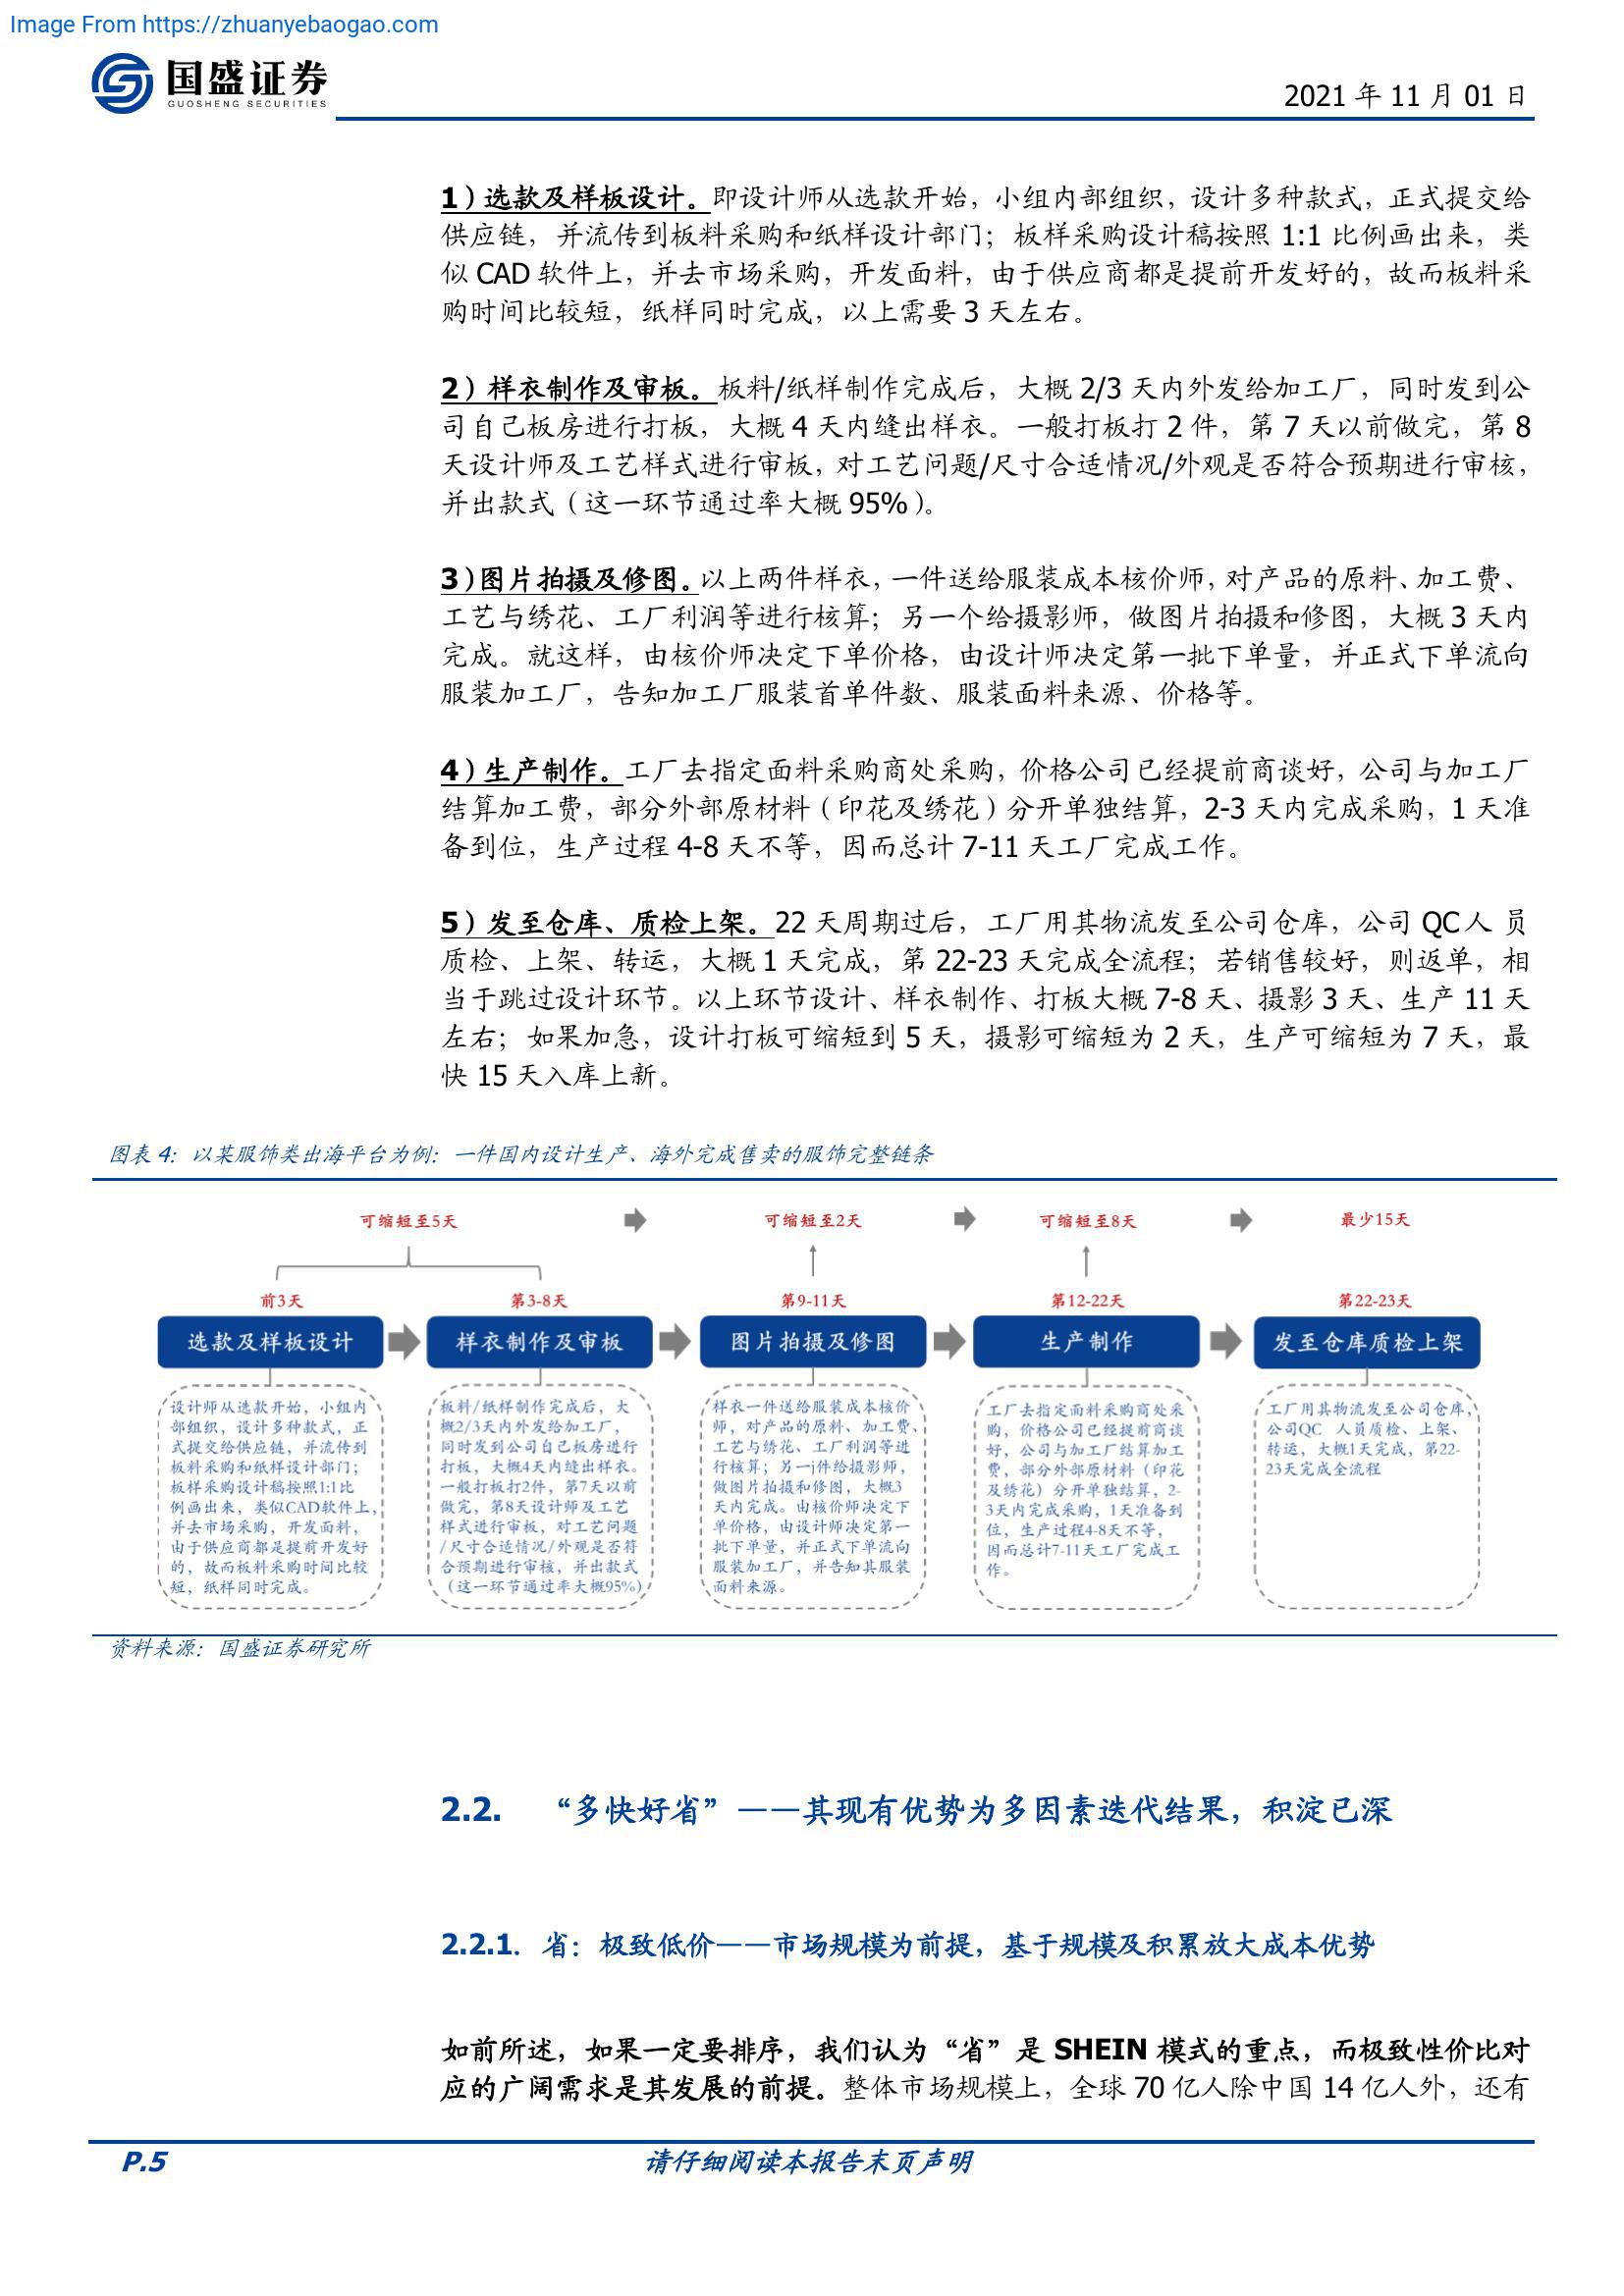 Image From https://zhuanyebaogao.com
国盛证券
GUOSHENG SECURITIES
2021 年 11 月 01 日
1）选款及样板设计。即设计师从选款开始，小组内部组织，设计多种款式，正式提交给
供应链，并流传到板料采购和纸样设计部门；板样采购设计稿按照 1:1 比例画出来，类
似 CAD 软件上，并去市场采购，开发面料，由于供应商都是提前开发好的，故而板料采
购时间比较短，纸样同时完成，以上需要 3 天左右。
2）样衣制作及审板。板料/纸样制作完成后，大概 2/3 天内外发给加工厂，同时发到公
司自己板房进行打板，大概 4 天内缝出样衣。一般打板打 2 件，第 7 天以前做完，第 8
天设计师及工艺样式进行审板，对工艺问题/尺寸合适情况/外观是否符合预期进行审核，
并出款式（这一环节通过率大概 95%）。
3）图片拍摄及修图。以上两件样衣，一件送给服装成本核价师，对产品的原料、加工费、
工艺与绣花、工厂利润等进行核算；另一个给摄影师，做图片拍摄和修图，大概 3 天内
完成。就这样，由核价师决定下单价格，由设计师决定第一批下单量，并正式下单流向
服装加工厂，告知加工厂服装首单件数、服装面料来源、价格等。
4）生产制作。工厂去指定面料采购商处采购，价格公司已经提前商谈好，公司与加工厂
结算加工费，部分外部原材料（印花及绣花）分开单独结算，2-3 天内完成采购，1 天准
备到位，生产过程 4-8 天不等，因而总计 7-11 天工厂完成工作。
5）发至仓库、质检上架。22 天周期过后，工厂用其物流发至公司仓库，公司 QC人 员
质检、上架、转运，大概 1 天完成，第 22-23 天完成全流程；若销售较好，则返单，相
当于跳过设计环节。以上环节设计、样衣制作、打板大概 7-8 天、摄影 3 天、生产 11 天
左右；如果加急，设计打板可缩短到 5 天，摄影可缩短为 2 天，生产可缩短为 7 天，最
快 15 天入库上新。
图表 4：以某服饰类出海平台为例：一件国内设计生产、海外完成售卖的服饰完整链条
可缩短至5天
可缩短至2天
可缩短至8天
最少15天
前3天
第3-8天
第9-11天
第12-22天
第22-23天
选款及样板设计
样衣制作及审板
图片拍摄及修图
生产制作
发至仓库质检上架
设计师从选款开始，小组内
部组织，设计多种款式，正
式提交给供应链，并流传到
板料采购和纸样设计部门；
板样采购设计稿按照1:1比
例画出来，类似CAD软件上，
并去市场采购，开发面料，
由于供应商都是提前开发好
的，故而板料采购时间比较
短，纸样同时完成。
板料/纸样制作完成后，大
概2/3天内外发给加工厂，
同时发到公司自己板房进行
打板，大概4天内缝出样衣。
一般打板打2件，第7天以前
做完，第8天设计师及工艺
样式进行审板，对工艺问题
/尺寸合适情况/外观是否符
合预期进行审核，并出款式
（这一环节通过率大概95%）
样衣一件送给服装成本核价
师，对产品的原料、加工费、
工艺与绣花、工厂利润等进
行核算；另一j件给摄影师，
做图片拍摄和修图，大概3
天内完成。由核价师决定下
单价格，由设计师决定第一
批下单量，并正式下单流向
服装加工厂，并告知其服装
面料来源。
工厂去指定面料采购商处采
购，价格公司已经提前商谈
好，公司与加工厂结算加工
费，部分外部原材料（印花
及绣花）分开单独结算，2-
3天内完成采购，1天准备到
位，生产过程4-8天不等，
因而总计7-11天工厂完成工
作。
工厂用其物流发至公司仓库，
公司QC 人员质检、上架、
转运，大概1天完成，第22-
23天完成全流程
资料来源：国盛证券研究所
2.2. “多快好省”——其现有优势为多因素迭代结果，积淀已深
2.2.1. 省：极致低价——市场规模为前提，基于规模及积累放大成本优势
如前所述，如果一定要排序，我们认为“省”是 SHEIN 模式的重点，而极致性价比对
应的广阔需求是其发展的前提。整体市场规模上，全球 70 亿人除中国 14 亿人外，还有
P.5
请仔细阅读本报告末页声明